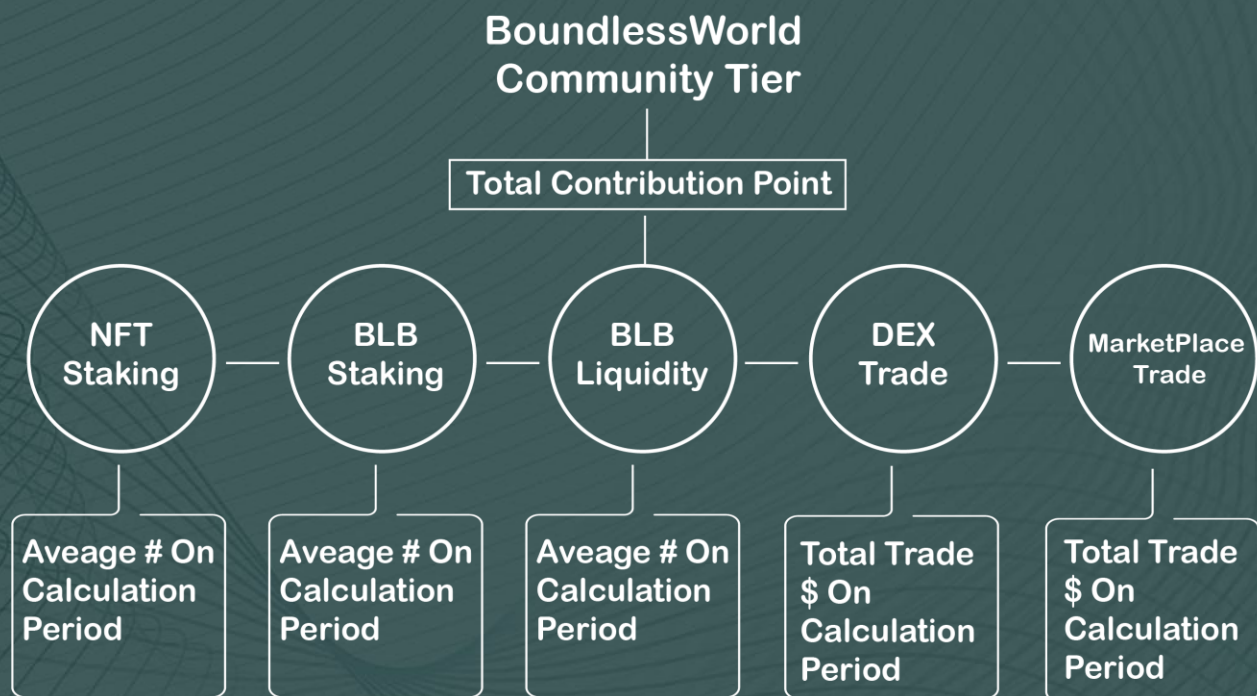 BoundlessWorld
Community Tier
Total Contribution Point
NFT
Staking
BLB
Staking
BLB
Liquidity
DEX
Trade
MarketPlace
Trade
Aveage # On
Calculation
Period
Aveage # On
Calculation
Period
Aveage # On
Calculation
Period
Total Trade
$ On
Calculation
Period
Total Trade
$ On
Calculation
Period